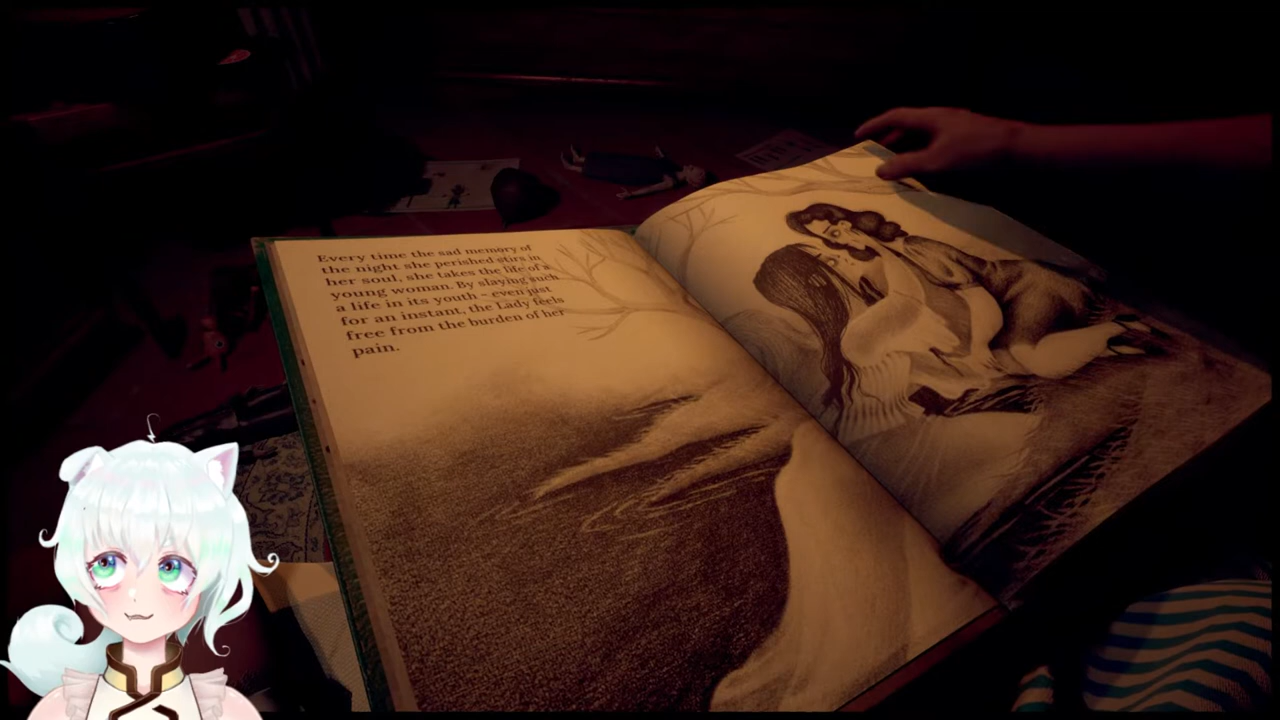 Every time the sad memory of
the night she perished stirs in
her soul, she takes the life of a
young woman. By slaying such
a life in its youth – even just
for an instant, the Lady feels
free from the burden of her
pain.